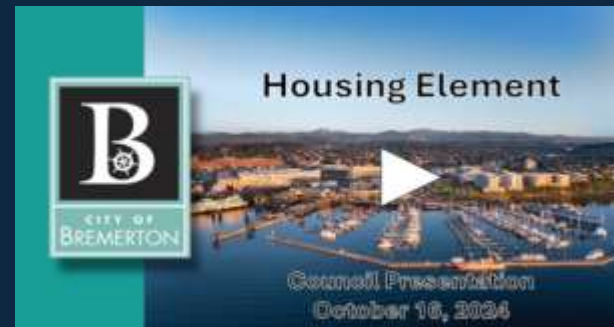 Housing Element
B
CITY OF
BREMERTON
Council Presentation
October 16, 2024